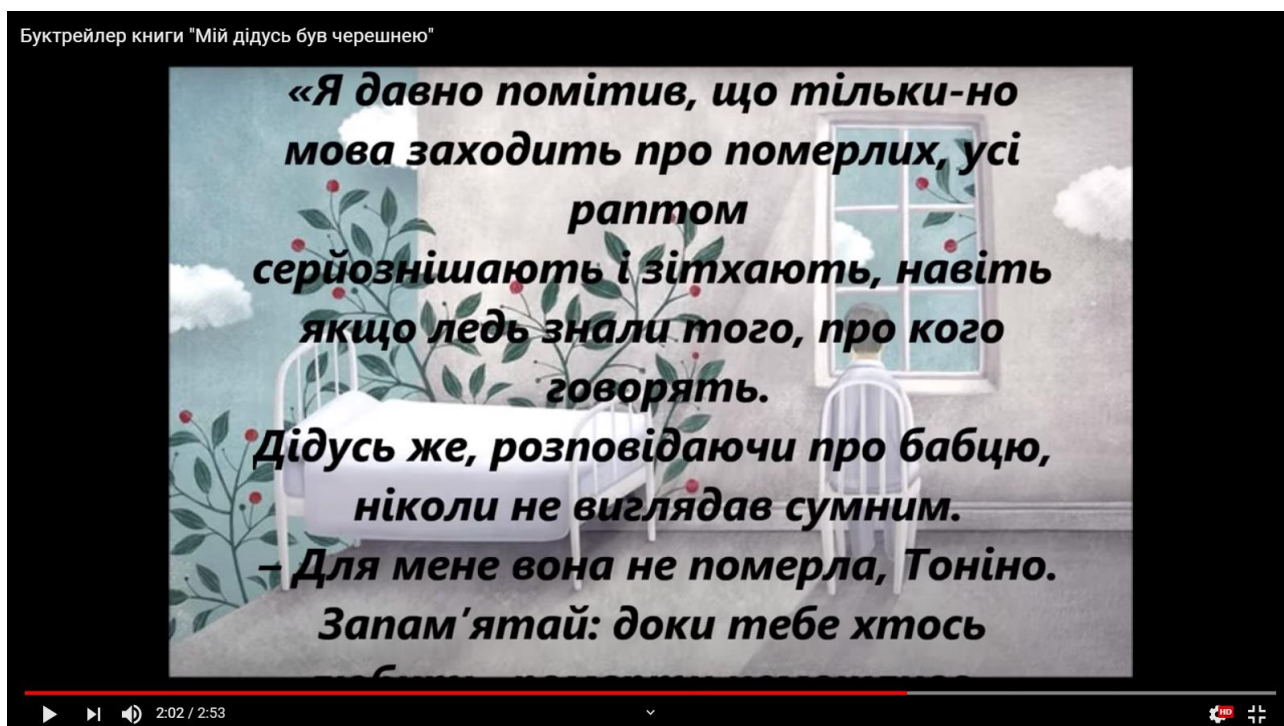 Буктрейлер книги "Мій дідусь був черешнею"
«Я давно помітив, що тільки-но
мова заходить про померлих, усі
раптом
серйознішають і зітхають, навіть
якщо ледь знали того, про кого
говорять.
Дідусь же, розповідаючи про бабцю,
ніколи не виглядав сумним.
– Для мене вона не померла, Тоніно.
Запам'ятай: доки тебе хтось
2:02 / 2:53
HD